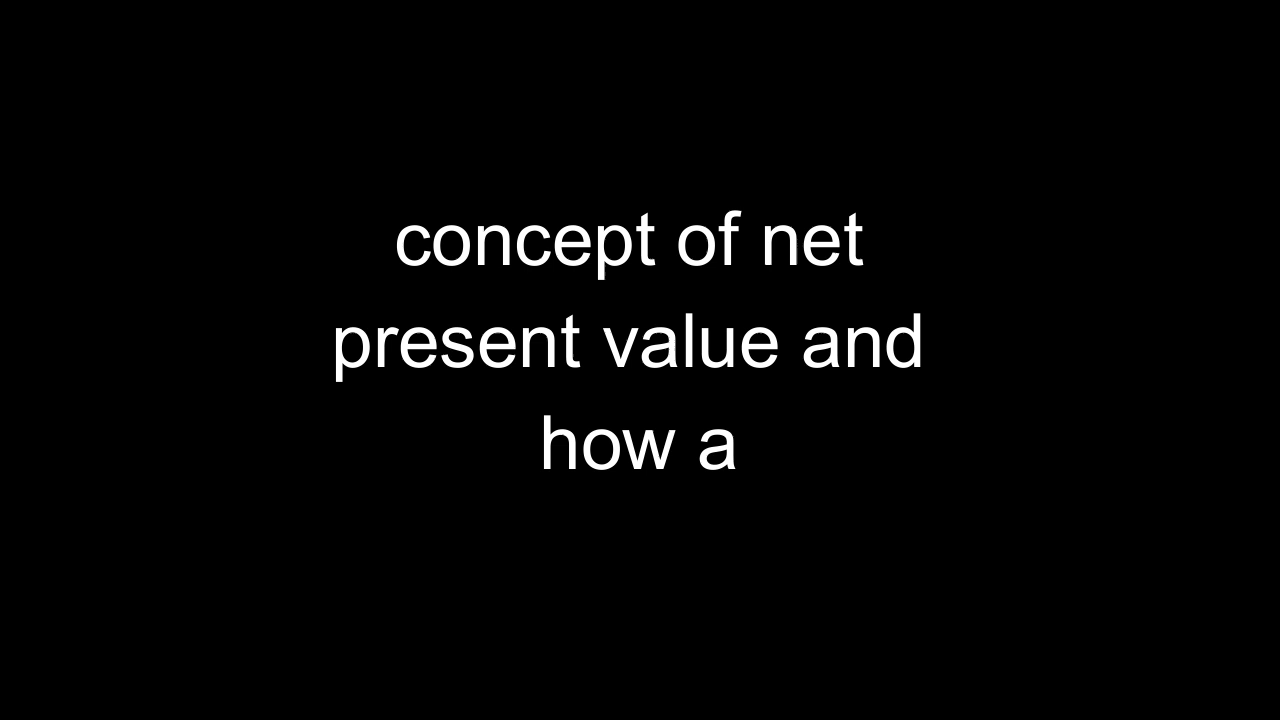 concept of net
present value and
how a